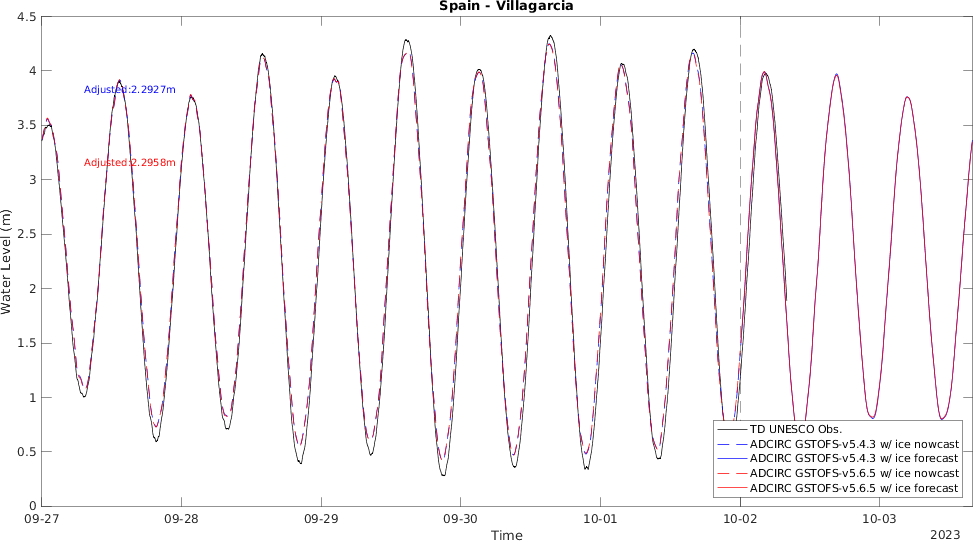 Spain - Villagarcia
4.5
4
3.5
3
2.5
2
1.5
1
0.5
0
Water Level (m)
Adjusted:2.2927m
Adjusted:2.2958m
TD UNESCO Obs.
ADCIRC GSTOFS-v5.4.3 w/ ice nowcast
ADCIRC GSTOFS-v5.4.3 w/ ice forecast
ADCIRC GSTOFS-v5.6.5 w/ ice nowcast
ADCIRC GSTOFS-v5.6.5 w/ ice forecast
09-27 09-28 09-29 09-30 10-01 10-02 10-03
Time
2023